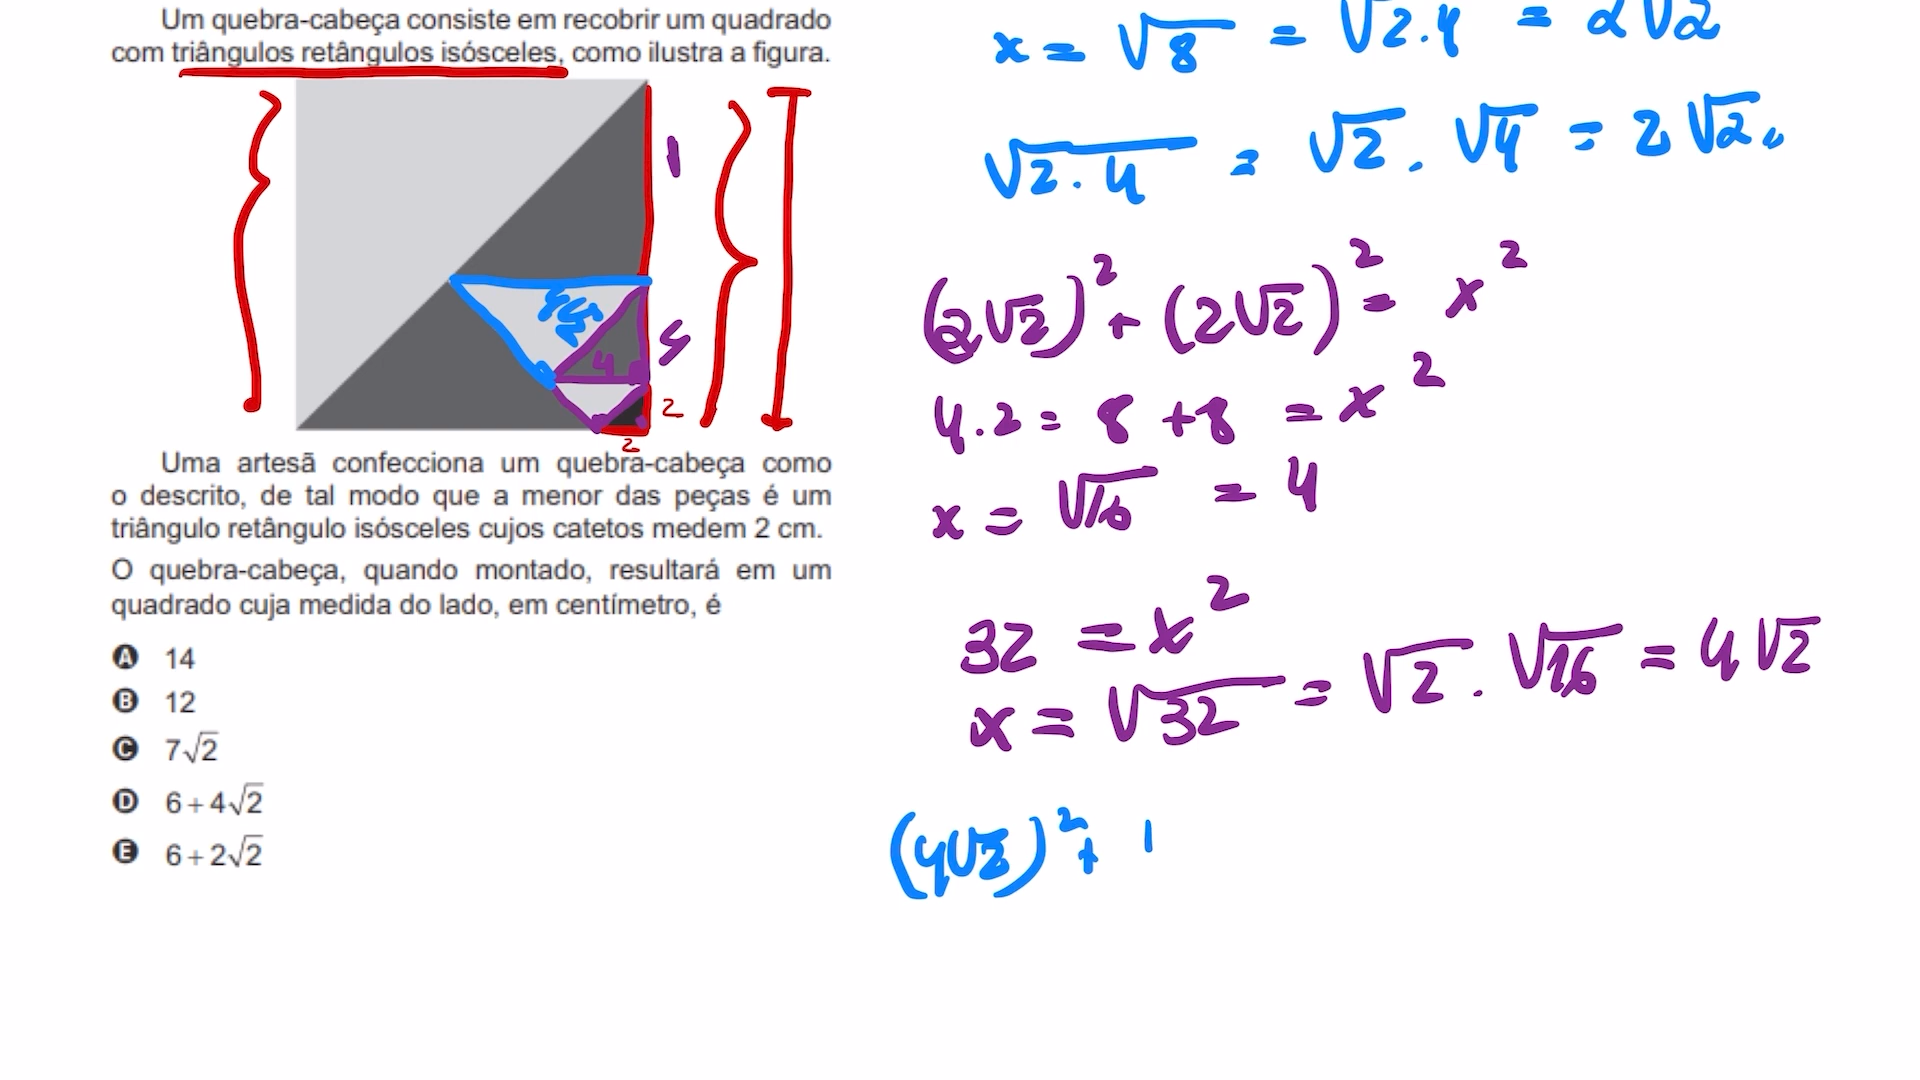 Um quebra-cabeça consiste em recobrir um quadrado
com triângulos retângulos isósceles, como ilustra a figura.
1
4√2
4
4
2
2
Uma artesã confecciona um quebra-cabeça como
o descrito, de tal modo que a menor das peças é um
triângulo retângulo isósceles cujos catetos medem 2 cm.
O quebra-cabeça, quando montado, resultará em um
quadrado cuja medida do lado, em centímetro, é
A 14
B 12
C 7√2
D 6+4√2
E 6+2√2
x = √8 = √2.4 = 2√2
√2.4 = √2 . √4 = 2√2
(2√2)² + (2√2)² = x²
4.2 = 8 + 8 = x²
x = √16 = 4
32 = x²
x = √32 = √2 . √16 = 4√2
(4√2)² +